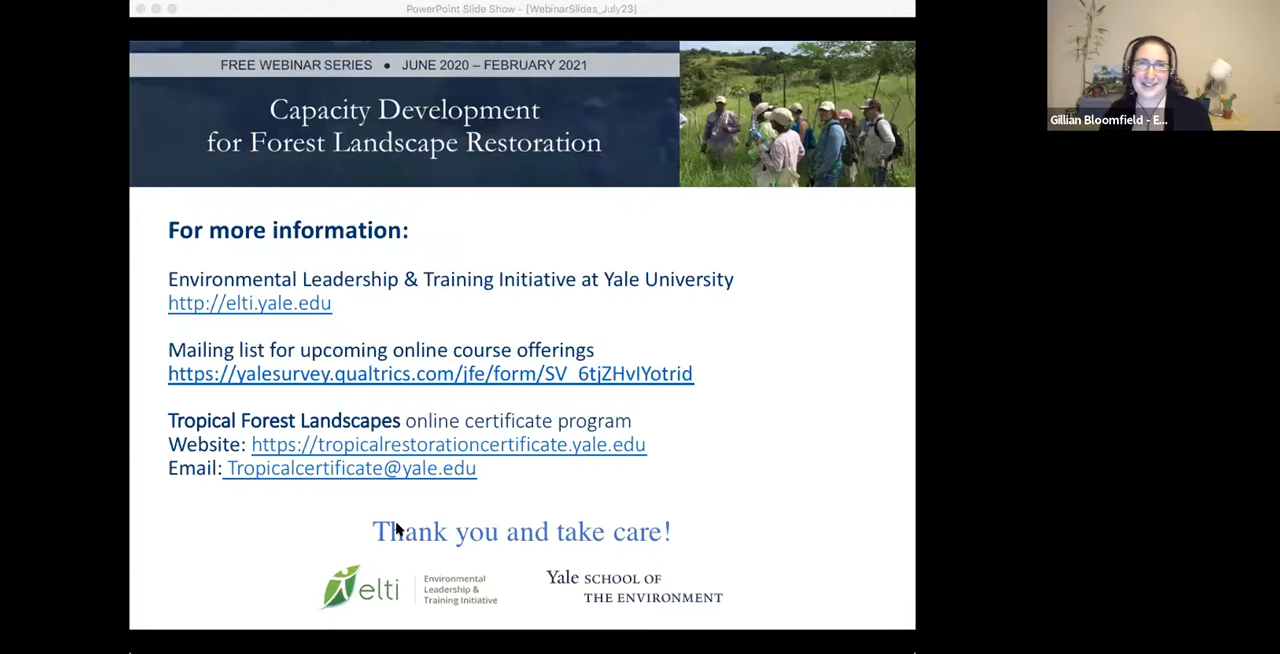 PowerPoint Slide Show - [WebinarSlides_July23]
FREE WEBINAR SERIES ● JUNE 2020 – FEBRUARY 2021
Capacity Development
for Forest Landscape Restoration
Gillian Bloomfield - E...
For more information:
Environmental Leadership & Training Initiative at Yale University
http://elti.yale.edu
Mailing list for upcoming online course offerings
https://yalesurvey.qualtrics.com/jfe/form/SV_6tjZHvIYotrid
Tropical Forest Landscapes online certificate program
Website: https://tropicalrestorationcertificate.yale.edu
Email: Tropicalcertificate@yale.edu
Thank you and take care!
elti
Environmental
Leadership &
Training Initiative
Yale SCHOOL OF
THE ENVIRONMENT